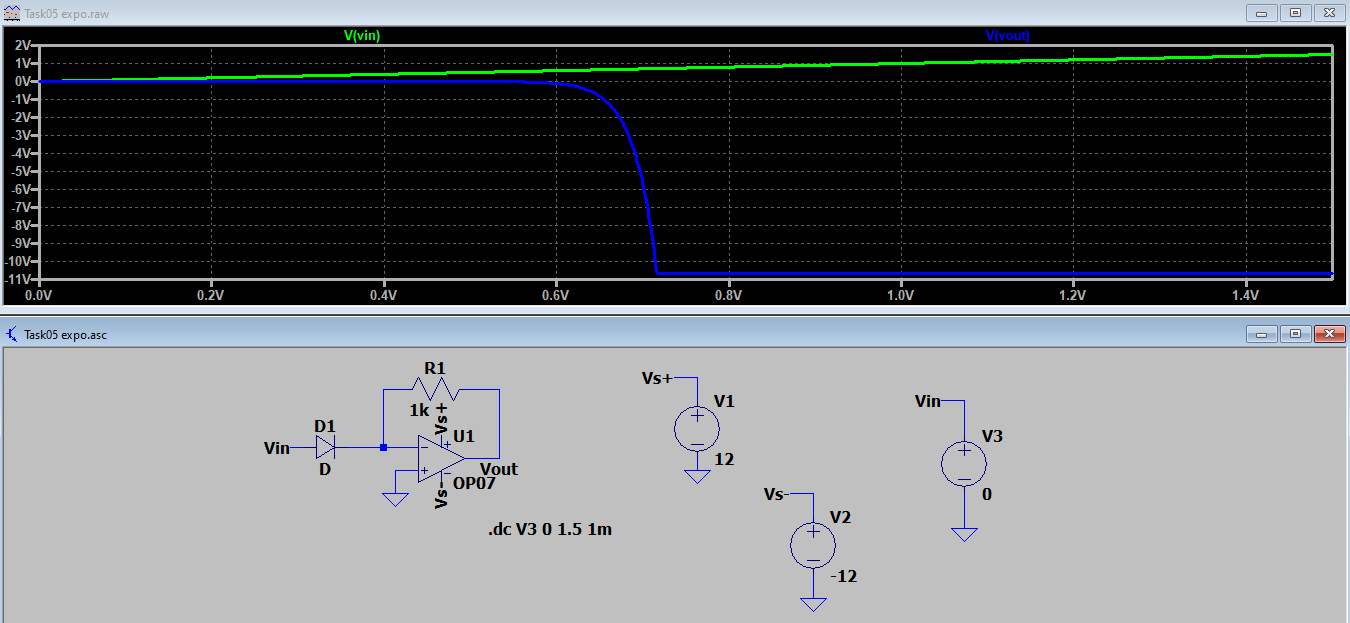 Task05 expo.raw
V(vin) V(vout)
2V
1V
0V
-1V
-2V
-3V
-4V
-5V
-6V
-7V
-8V
-9V
-10V
-11V
0.0V 0.2V 0.4V 0.6V 0.8V 1.0V 1.2V 1.4V
Task05 expo.asc
R1
1k
Vs+
D1
Vin
D
U1
Vout
OP07
Vs-
.dc V3 0 1.5 1m
Vs+
V1
12
Vs-
V2
-12
Vin
V3
0